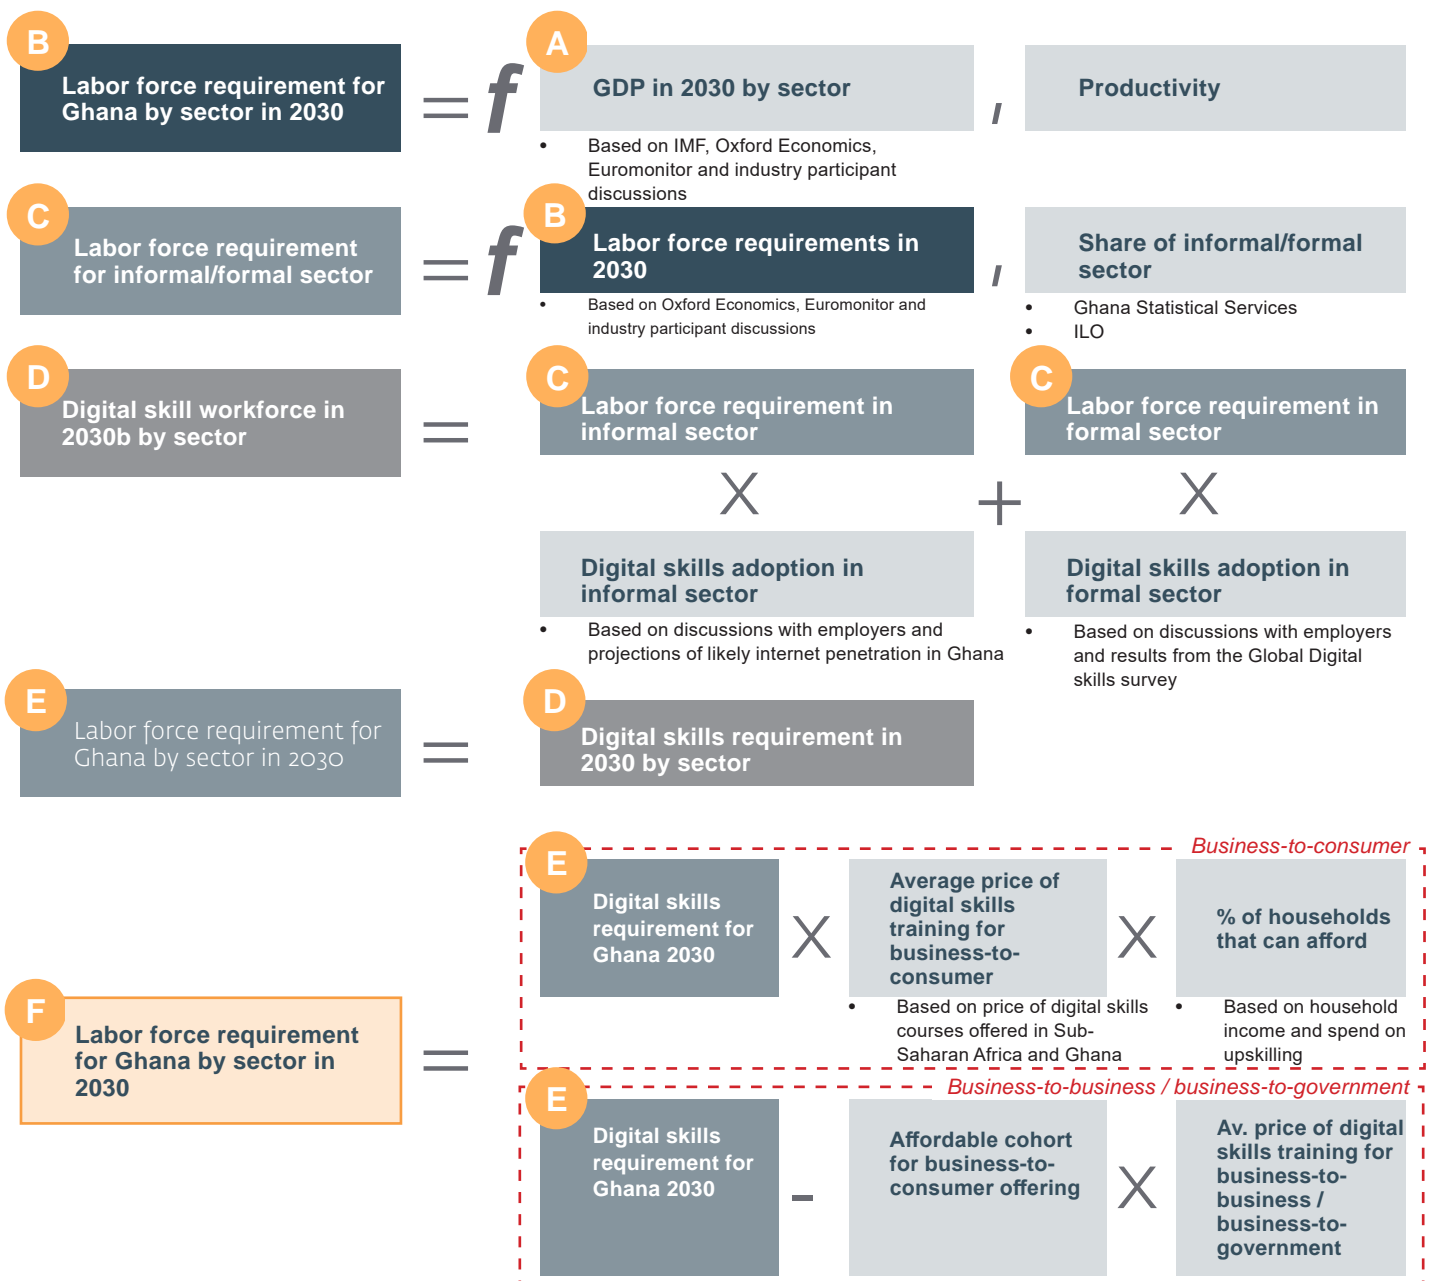 B
Labor force requirement for
Ghana by sector in 2030
=
f
A
GDP in 2030 by sector
• Based on IMF, Oxford Economics,
Euromonitor and industry participant
discussions
,
Productivity
C
Labor force requirement
for informal/formal sector
=
f
B
Labor force requirements in
2030
• Based on Oxford Economics, Euromonitor and
industry participant discussions
,
Share of informal/formal
sector
• Ghana Statistical Services
• ILO
D
Digital skill workforce in
2030b by sector
=
C
Labor force requirement in
informal sector
X
Digital skills adoption in
informal sector
• Based on discussions with employers and
projections of likely internet penetration in Ghana
+
C
Labor force requirement in
formal sector
X
Digital skills adoption in
formal sector
• Based on discussions with employers
and results from the Global Digital
skills survey
E
Labor force requirement for
Ghana by sector in 2030
=
D
Digital skills requirement in
2030 by sector
F
Labor force requirement
for Ghana by sector in
2030
=
Business-to-consumer
E
Digital skills
requirement for
Ghana 2030
X
Average price of
digital skills
training for
business-to-
consumer
• Based on price of digital skills
courses offered in Sub-
Saharan Africa and Ghana
X
% of households
that can afford
• Based on household
income and spend on
upskilling
Business-to-business / business-to-government
E
Digital skills
requirement for
Ghana 2030
-
Affordable cohort
for business-to-
consumer offering
X
Av. price of digital
skills training for
business-to-
business /
business-to-
government